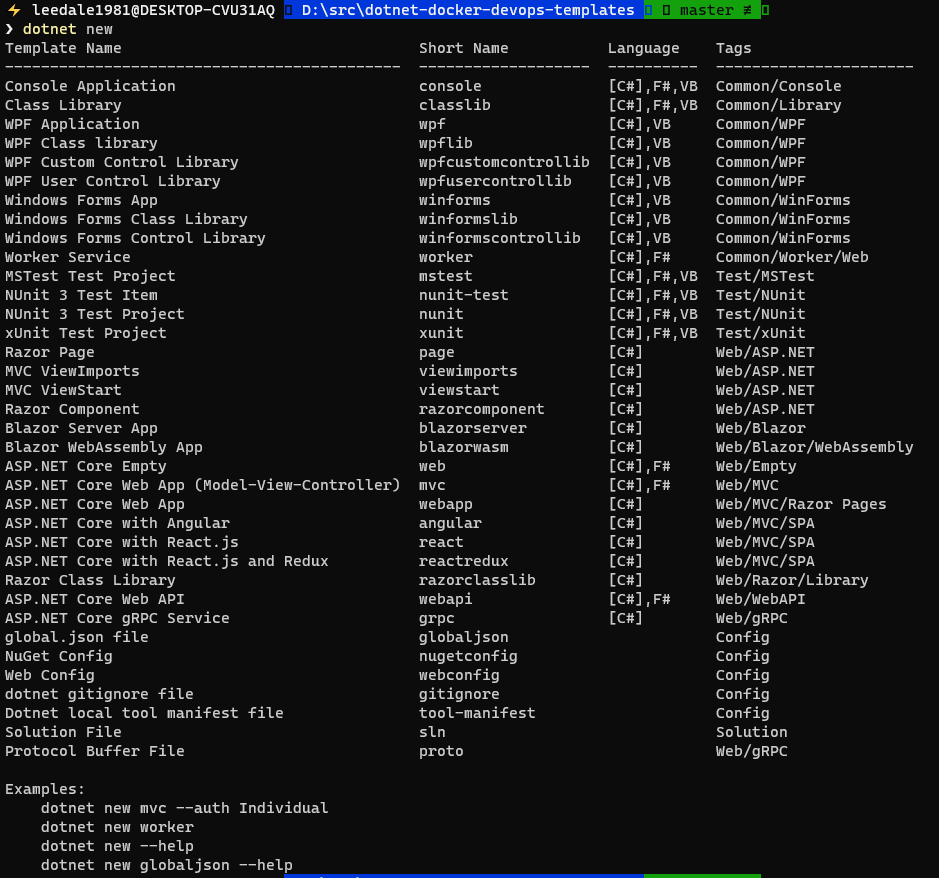 ⚡ leedale1981@DESKTOP-CVU31AQ D:\src\dotnet-docker-devops-templates master ≢
❯ dotnet new
Template Name Short Name Language Tags
-------------------------------------------- ------------------- ---------- ----------------------
Console Application console [C#],F#,VB Common/Console
Class Library classlib [C#],F#,VB Common/Library
WPF Application wpf [C#],VB Common/WPF
WPF Class library wpflib [C#],VB Common/WPF
WPF Custom Control Library wpfcustomcontrollib [C#],VB Common/WPF
WPF User Control Library wpfusercontrollib [C#],VB Common/WPF
Windows Forms App winforms [C#],VB Common/WinForms
Windows Forms Class Library winformslib [C#],VB Common/WinForms
Windows Forms Control Library winformscontrollib [C#],VB Common/WinForms
Worker Service worker [C#],F# Common/Worker/Web
MSTest Test Project mstest [C#],F#,VB Test/MSTest
NUnit 3 Test Item nunit-test [C#],F#,VB Test/NUnit
NUnit 3 Test Project nunit [C#],F#,VB Test/NUnit
xUnit Test Project xunit [C#],F#,VB Test/xUnit
Razor Page page [C#] Web/ASP.NET
MVC ViewImports viewimports [C#] Web/ASP.NET
MVC ViewStart viewstart [C#] Web/ASP.NET
Razor Component razorcomponent [C#] Web/ASP.NET
Blazor Server App blazorserver [C#] Web/Blazor
Blazor WebAssembly App blazorwasm [C#] Web/Blazor/WebAssembly
ASP.NET Core Empty web [C#],F# Web/Empty
ASP.NET Core Web App (Model-View-Controller) mvc [C#],F# Web/MVC
ASP.NET Core Web App webapp [C#] Web/MVC/Razor Pages
ASP.NET Core with Angular angular [C#] Web/MVC/SPA
ASP.NET Core with React.js react [C#] Web/MVC/SPA
ASP.NET Core with React.js and Redux reactredux [C#] Web/MVC/SPA
Razor Class Library razorclasslib [C#] Web/Razor/Library
ASP.NET Core Web API webapi [C#],F# Web/WebAPI
ASP.NET Core gRPC Service grpc [C#] Web/gRPC
global.json file globaljson Config
NuGet Config nugetconfig Config
Web Config webconfig Config
dotnet gitignore file gitignore Config
Dotnet local tool manifest file tool-manifest Config
Solution File sln Solution
Protocol Buffer File proto Web/gRPC
Examples:
dotnet new mvc --auth Individual
dotnet new worker
dotnet new --help
dotnet new globaljson --help